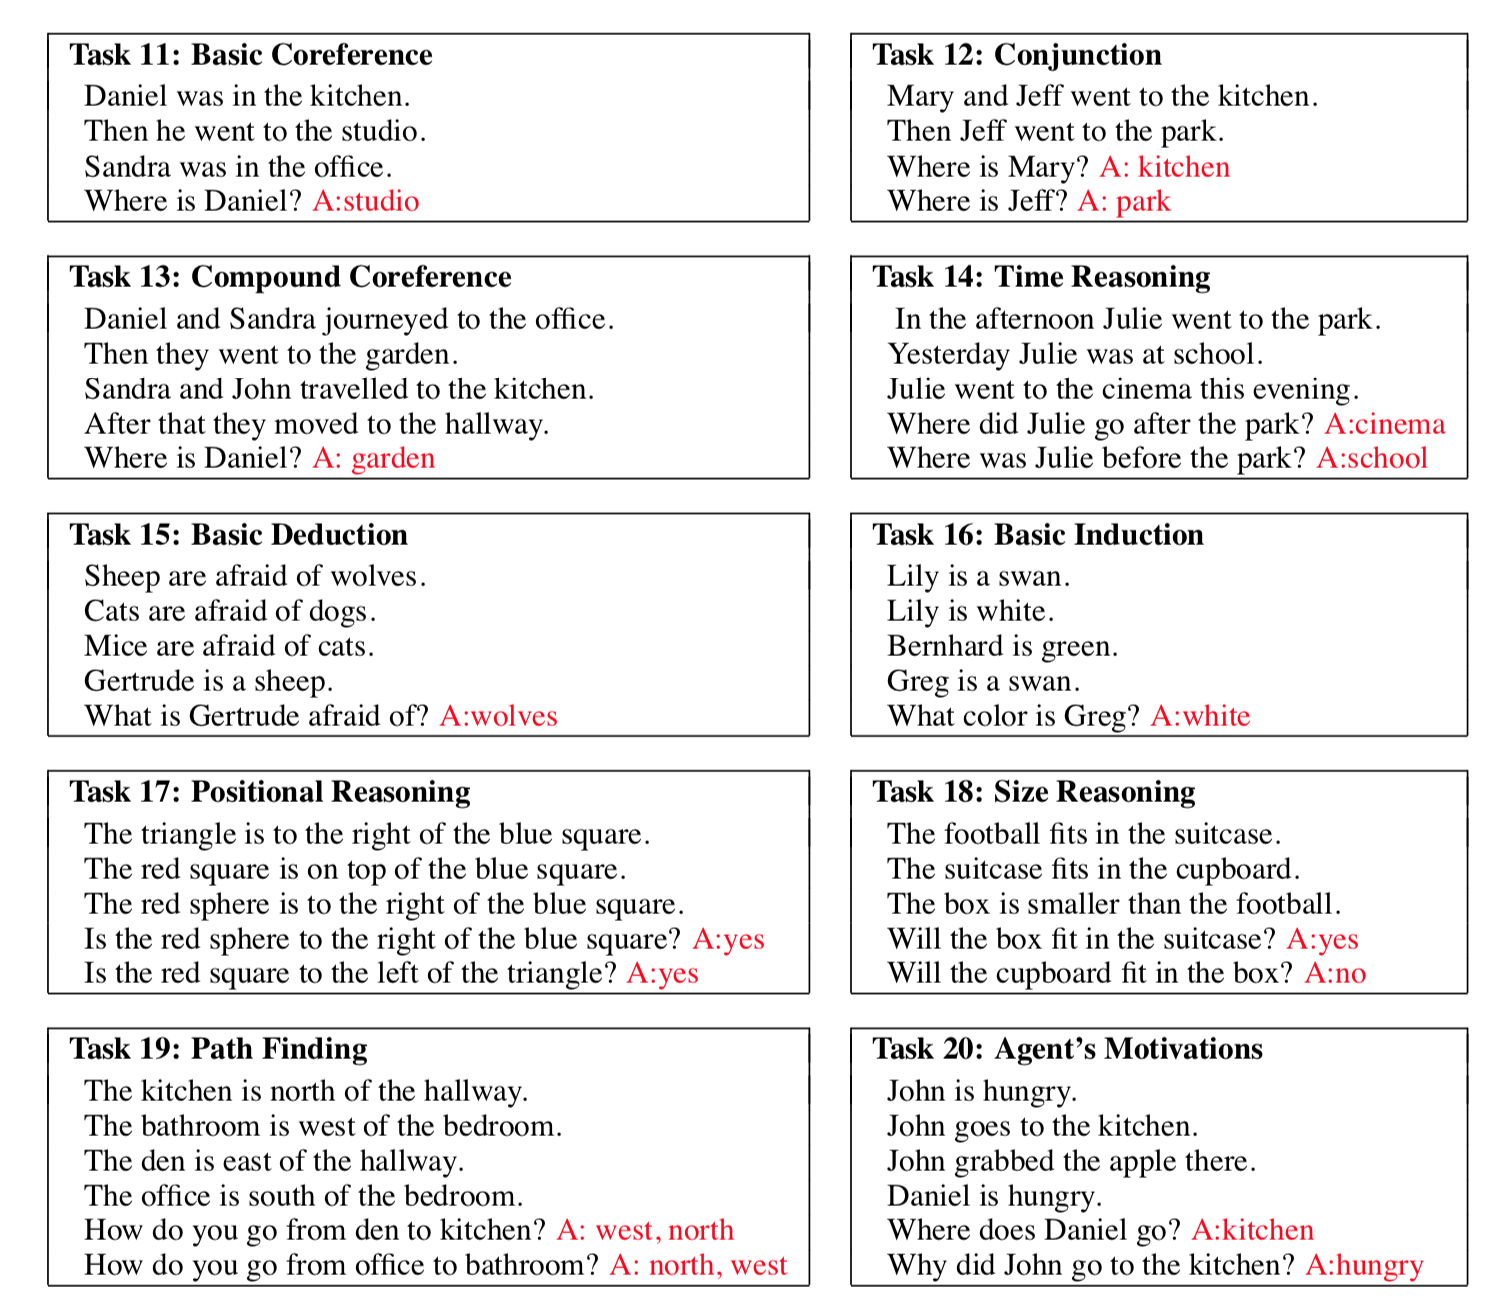 Task 11: Basic Coreference
Daniel was in the kitchen.
Then he went to the studio.
Sandra was in the office.
Where is Daniel? A:studio
Task 12: Conjunction
Mary and Jeff went to the kitchen.
Then Jeff went to the park.
Where is Mary? A: kitchen
Where is Jeff? A: park
Task 13: Compound Coreference
Daniel and Sandra journeyed to the office.
Then they went to the garden.
Sandra and John travelled to the kitchen.
After that they moved to the hallway.
Where is Daniel? A: garden
Task 14: Time Reasoning
In the afternoon Julie went to the park.
Yesterday Julie was at school.
Julie went to the cinema this evening.
Where did Julie go after the park? A:cinema
Where was Julie before the park? A:school
Task 15: Basic Deduction
Sheep are afraid of wolves.
Cats are afraid of dogs.
Mice are afraid of cats.
Gertrude is a sheep.
What is Gertrude afraid of? A:wolves
Task 16: Basic Induction
Lily is a swan.
Lily is white.
Bernhard is green.
Greg is a swan.
What color is Greg? A:white
Task 17: Positional Reasoning
The triangle is to the right of the blue square.
The red square is on top of the blue square.
The red sphere is to the right of the blue square.
Is the red sphere to the right of the blue square? A:yes
Is the red square to the left of the triangle? A:yes
Task 18: Size Reasoning
The football fits in the suitcase.
The suitcase fits in the cupboard.
The box is smaller than the football.
Will the box fit in the suitcase? A:yes
Will the cupboard fit in the box? A:no
Task 19: Path Finding
The kitchen is north of the hallway.
The bathroom is west of the bedroom.
The den is east of the hallway.
The office is south of the bedroom.
How do you go from den to kitchen? A: west, north
How do you go from office to bathroom? A: north, west
Task 20: Agent's Motivations
John is hungry.
John goes to the kitchen.
John grabbed the apple there.
Daniel is hungry.
Where does Daniel go? A:kitchen
Why did John go to the kitchen? A:hungry